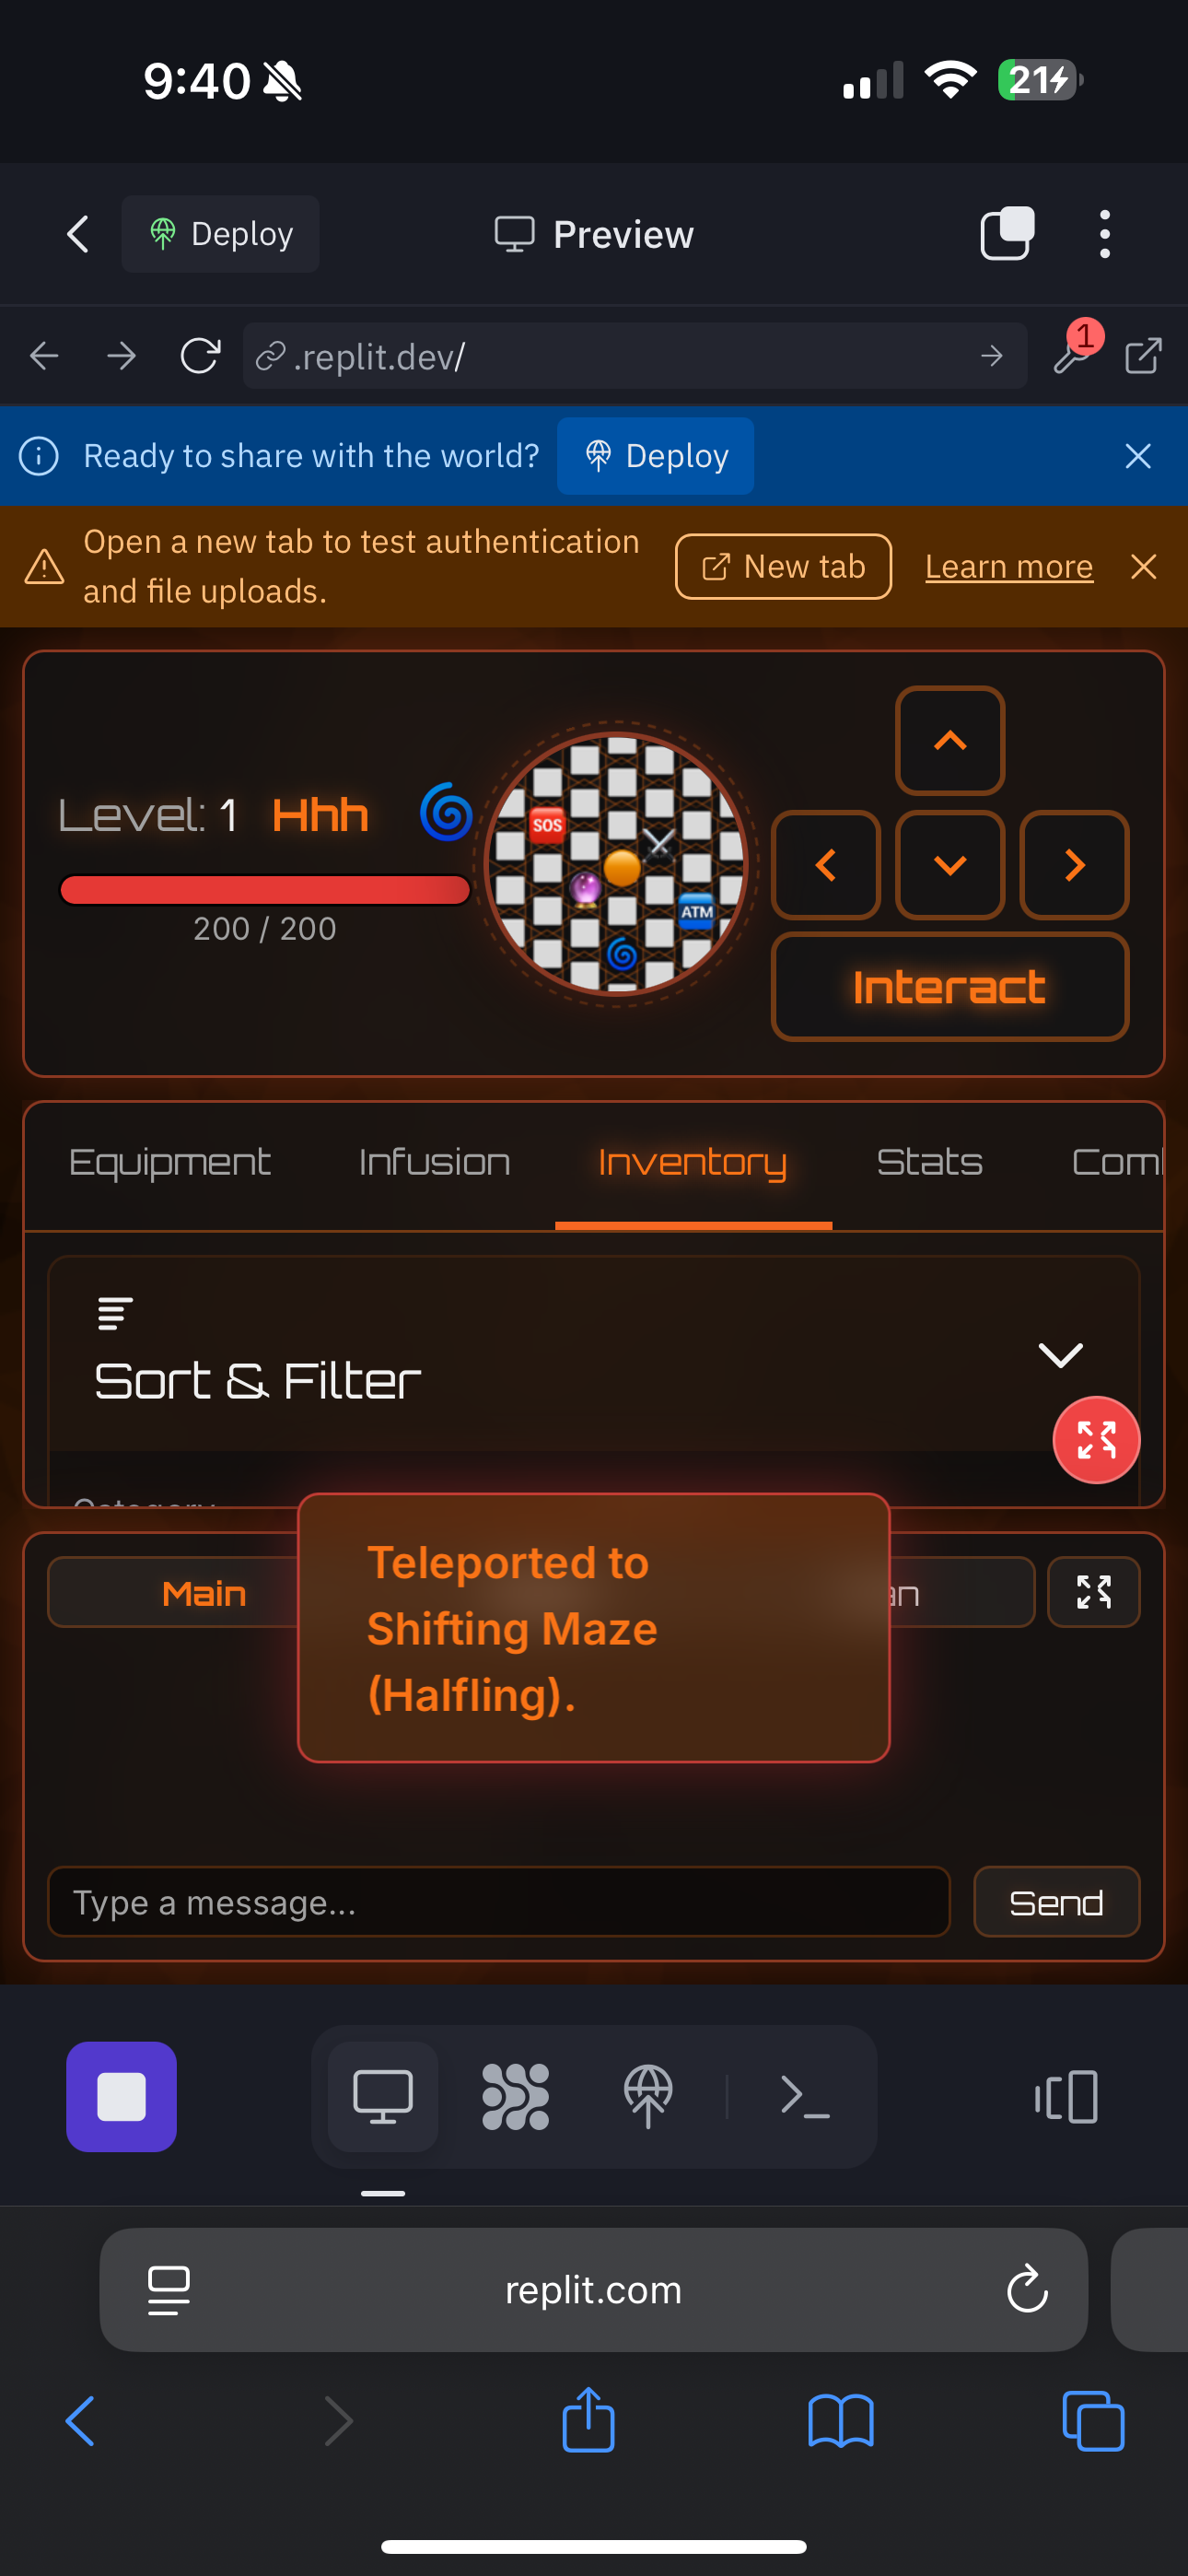 9:40
21
Deploy
Preview
.replit.dev/
1
Ready to share with the world?
Deploy
Open a new tab to test authentication
and file uploads.
New tab
Learn more
Level: 1 Hhh
200 / 200
SOS
ATM
Interact
Equipment
Infusion
Inventory
Stats
Sort & Filter
Category
Main
Teleported to
Shifting Maze
(Halfling).
Type a message...
Send
replit.com